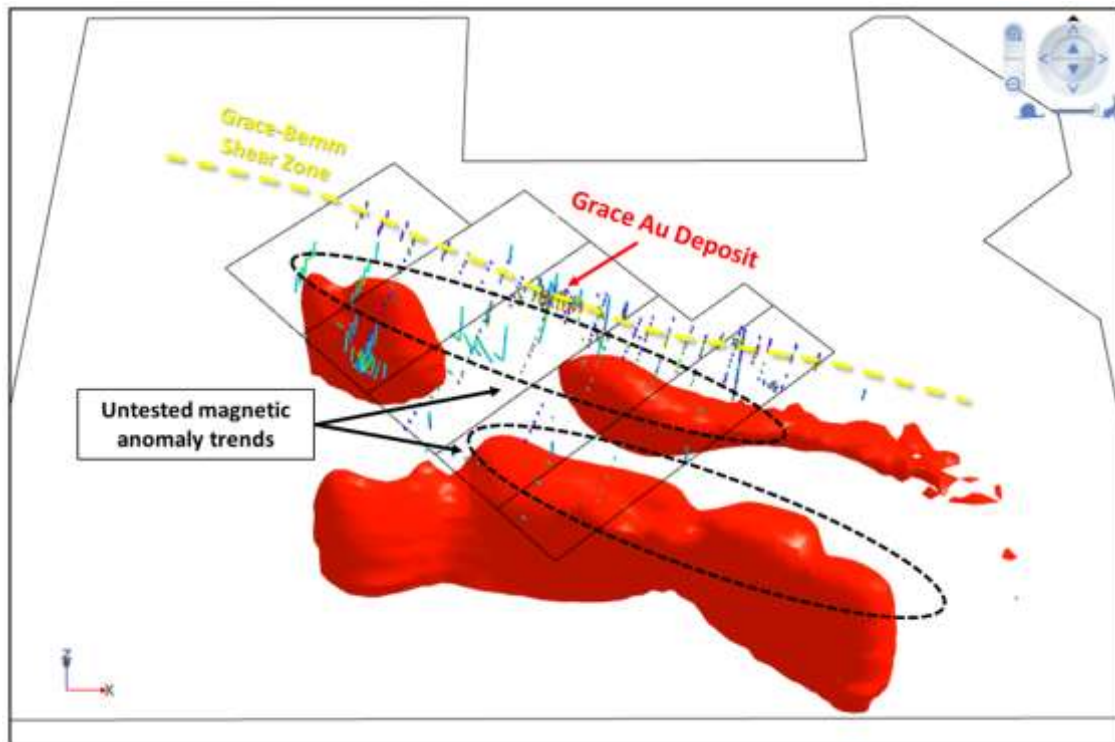 Grace-Bemm
Shear Zone
Grace Au Deposit
Untested magnetic
anomaly trends
X